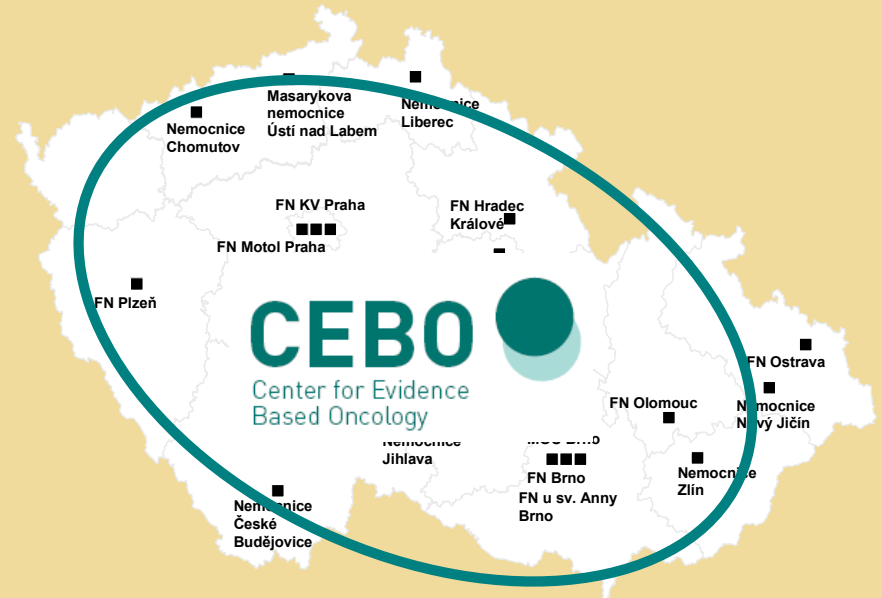 Masarykova
nemocnice
Ústí nad Labem
Nemocnice
Liberec
Nemocnice
Chomutov
FN KV Praha
FN Hradec
Králové
FN Motol Praha
FN Plzeň
CEBO
Center for Evidence
Based Oncology
FN Ostrava
Nemocnice
Nový Jičín
FN Olomouc
Nemocnice
Jihlava
MOÚ Brno
FN Brno
FN u sv. Anny
Brno
Nemocnice
Zlín
Nemocnice
České
Budějovice